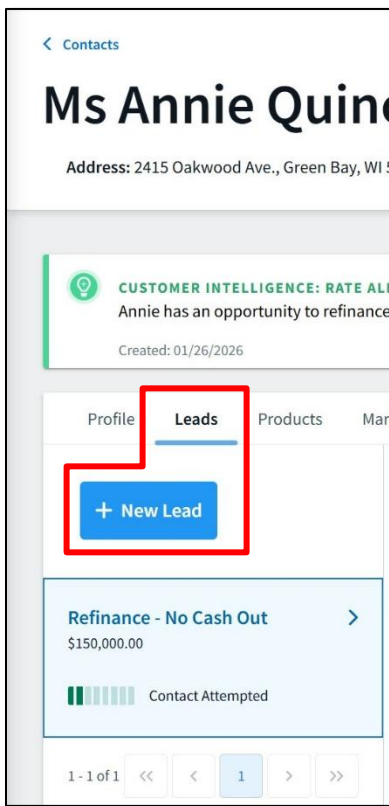 Contacts
Ms Annie Quin
Address: 2415 Oakwood Ave., Green Bay, WI
CUSTOMER INTELLIGENCE: RATE
Annie has an opportunity to refinance
Created: 01/26/2026
Profile Leads Products
+ New Lead
Refinance - No Cash Out
$150,000.00
Contact Attempted
1 - 1 of 1 << < 1 > >>